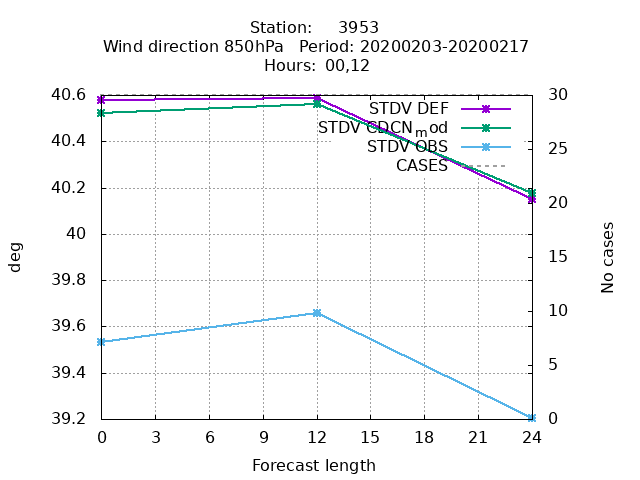 Station:     3953
Wind direction 850hPa   Period: 20200203-20200217
Hours: 00,12
40.6
40.4
40.2
40
39.8
39.6
39.4
39.2
deg
30
25
20
15
10
5
0
No cases
STDV DEF
STDV CDCNmod
STDV OBS
CASES
0 3 6 9 12 15 18 21 24
Forecast length